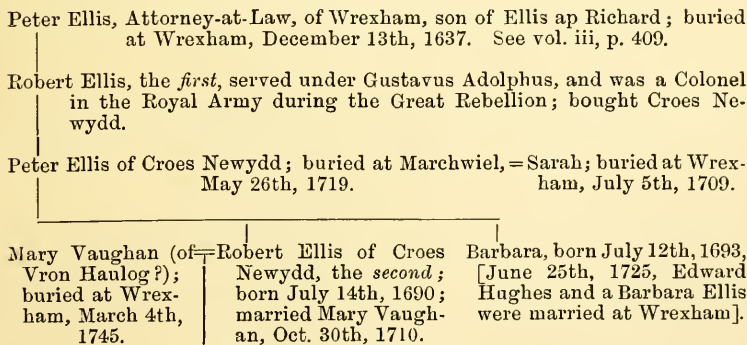 Peter Ellis, Attorney-at-Law, of Wrexham, son of Ellis ap Richard; buried
at Wrexham, December 13th, 1637. See vol. iii, p. 409.
Robert Ellis, the first, served under Gustavus Adolphus, and was a Colonel
in the Royal Army during the Great Rebellion; bought Croes Ne-
wydd.
Peter Ellis of Croes Newydd; buried at Marchwiel,
May 26th, 1719.
= Sarah; buried at Wrex-
ham, July 5th, 1709.
Mary Vaughan (of
Vron Haulog?);
buried at Wrex-
ham, March 4th,
1745.
= Robert Ellis of Croes
Newydd, the second;
born July 14th, 1690;
married Mary Vaugh-
an, Oct. 30th, 1710.
Barbara, born July 12th, 1693,
[June 25th, 1725, Edward
Hughes and a Barbara Ellis
were married at Wrexham].